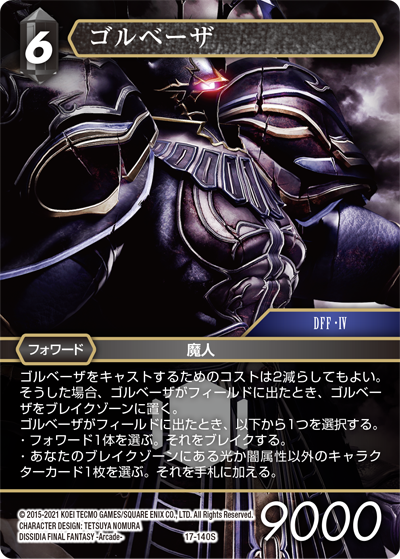 6
ゴルベーザ
DFF・IV
フォワード
魔人
ゴルベーザをキャストするためのコストは2減らしてもよい。
そうした場合、ゴルベーザがフィールドに出たとき、ゴルベー
ザをブレイクゾーンに置く。
ゴルベーザがフィールドに出たとき、以下から1つを選択する。
・フォワード1体を選ぶ。それをブレイクする。
・あなたのブレイクゾーンにある光か闇属性以外のキャラク
ターカード1枚を選ぶ。それを手札に加える。
© 2015-2021 KOEI TECMO GAMES/SQUARE ENIX CO., LTD. All Rights Reserved.
CHARACTER DESIGN: TETSUYA NOMURA
DISSIDIA FINAL FANTASY -Arcade-
17-140S
9000